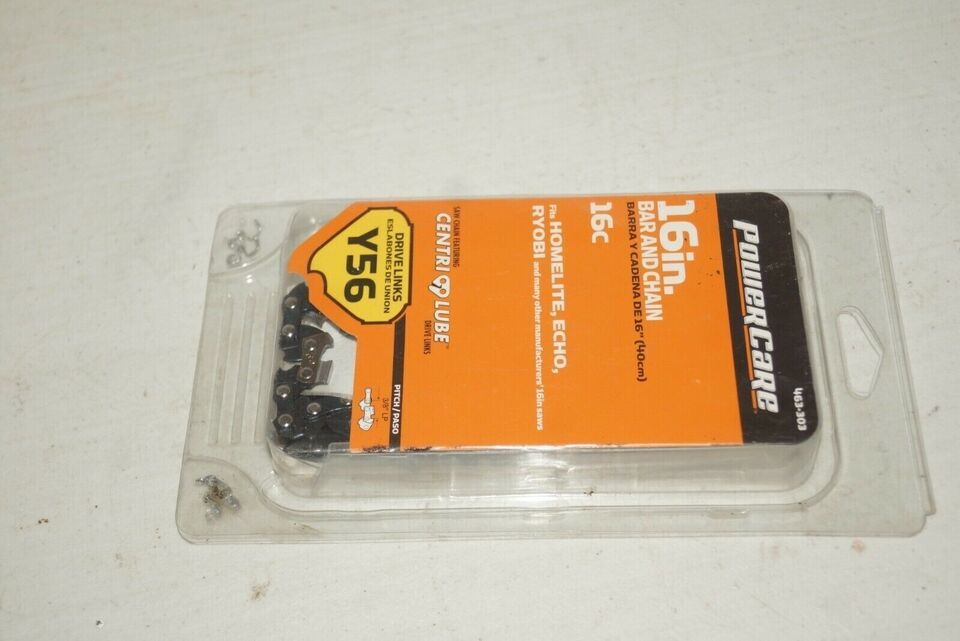 PowerCare
463-303
16in.
BAR AND CHAIN
BARRA Y CADENA DE 16" (40cm)
16C
Fits HOMELITE, ECHO,
RYOBI and many other manufacturers' 16in saws
SAW CHAIN FEATURING
CENTRI LUBE™
DRIVE LINKS
DRIVE LINKS
ESLABONES DE UNION
Y56
PITCH / PASO
3/8" LP